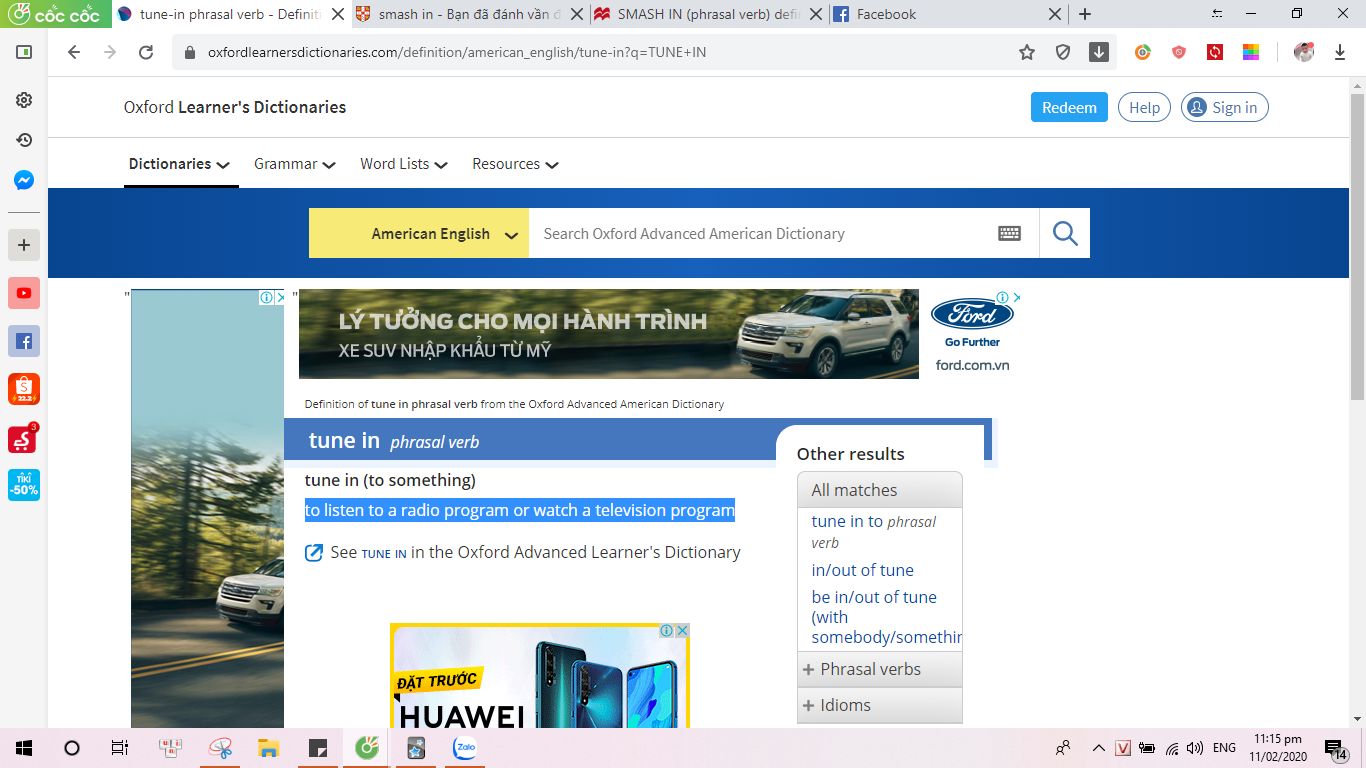 cốc cốc
tune-in phrasal verb - Definiti
smash in - Bạn đã đánh vần đ
SMASH IN (phrasal verb) defi
Facebook
oxfordlearnersdictionaries.com/definition/american_english/tune-in?q=TUNE+IN
Oxford Learner's Dictionaries
Redeem
Help
Sign in
Dictionaries
Grammar
Word Lists
Resources
American English
Search Oxford Advanced American Dictionary
"
"
LÝ TƯỞNG CHO MỌI HÀNH TRÌNH
XE SUV NHẬP KHẨU TỪ MỸ
Ford
Go Further
ford.com.vn
Definition of tune in phrasal verb from the Oxford Advanced American Dictionary
tune in phrasal verb
tune in (to something)
to listen to a radio program or watch a television program
See TUNE IN in the Oxford Advanced Learner's Dictionary
Other results
All matches
tune in to phrasal
verb
in/out of tune
be in/out of tune
(with
somebody/somethin
Phrasal verbs
Idioms
22.2
3
TIKI
-50%
ĐẶT TRƯỚC
HUAWEI
Zalo
ENG
11:15 pm
11/02/2020
14